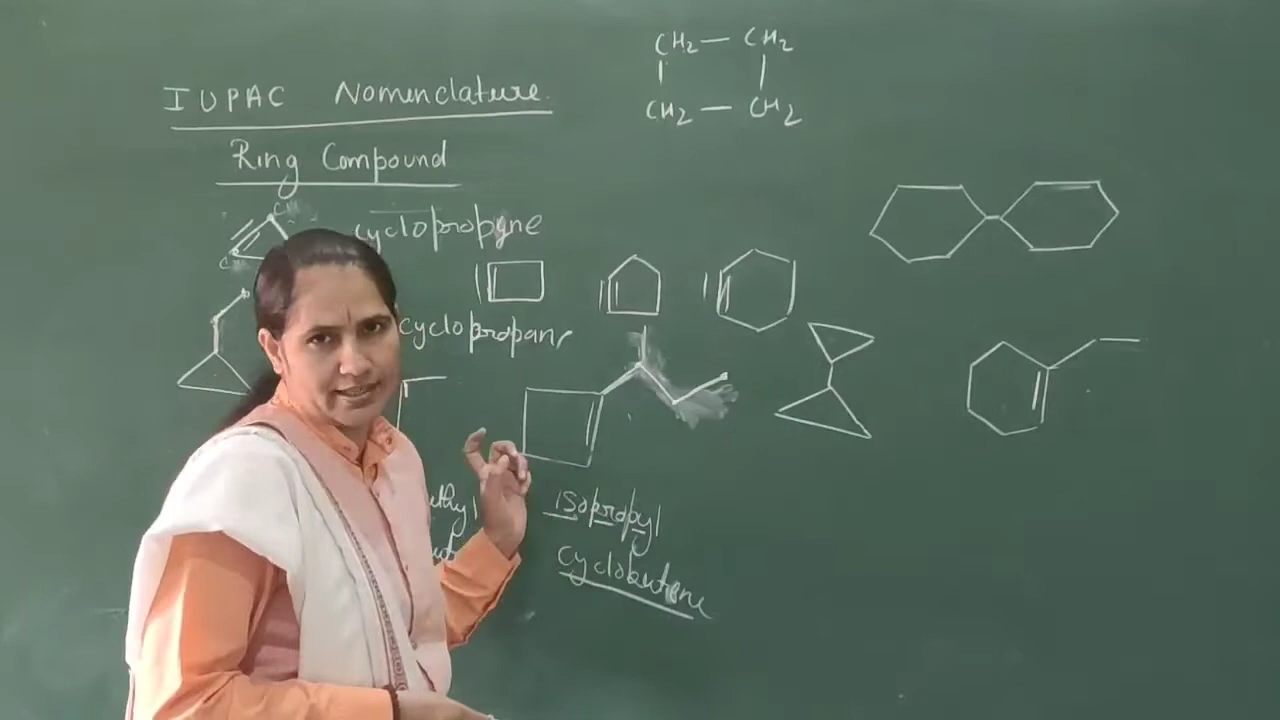 CH₂ — CH₂
CH₂ — CH₂
IUPAC Nomenclature
Ring Compound
cyclopropyne
cyclopropane
isopropyl
cyclobutene